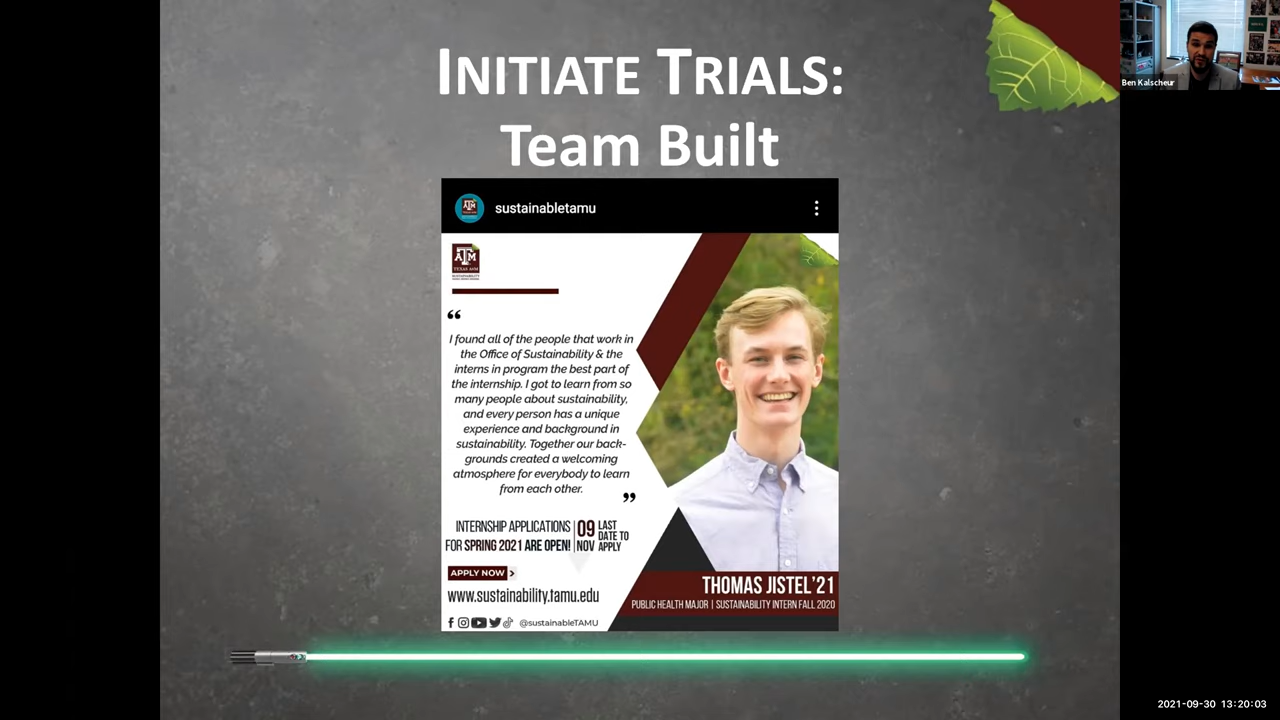 INITIATE TRIALS:
Team Built
Ben Kalscheur
sustainabletamu
ATM
TEXAS A&M
SUSTAINABILITY
“
I found all of the people that work in
the Office of Sustainability & the
interns in program the best part of
the internship. I got to learn from so
many people about sustainability,
and every person has a unique
experience and background in
sustainability. Together our back-
grounds created a welcoming
atmosphere for everybody to learn
from each other.
”
INTERNSHIP APPLICATIONS
FOR SPRING 2021 ARE OPEN!
09
NOV
LAST
DATE TO
APPLY
APPLY NOW >
www.sustainability.tamu.edu
@sustainableTAMU
THOMAS JISTEL'21
PUBLIC HEALTH MAJOR | SUSTAINABILITY INTERN FALL 2020
2021-09-30 13:20:03